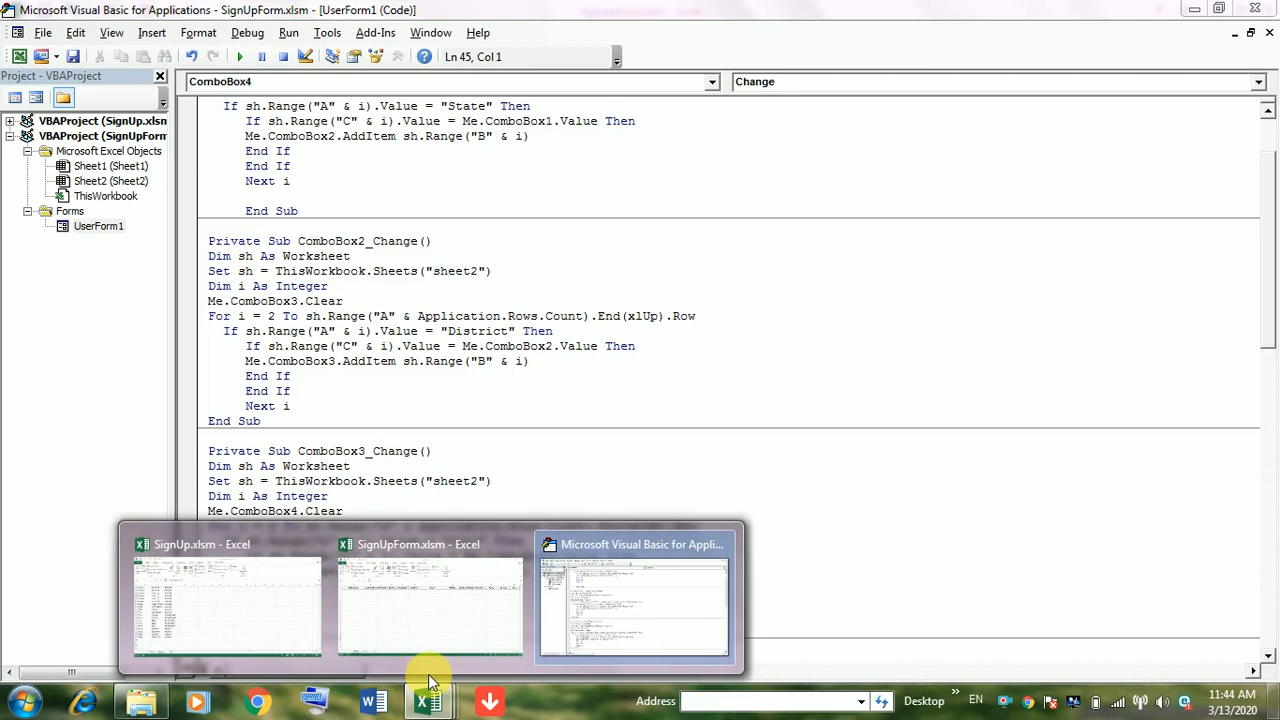 Microsoft Visual Basic for Applications - SignUpForm.xlsm - [UserForm1 (Code)]
File Edit View Insert Format Debug Run Tools Add-Ins Window Help
Ln 45, Col 1
Project - VBAProject
ComboBox4
Change
VBAProject (SignUp.xlsm
VBAProject (SignUpForm
Microsoft Excel Objects
Sheet1 (Sheet1)
Sheet2 (Sheet2)
ThisWorkbook
Forms
UserForm1
If sh.Range("A" & i).Value = "State" Then
If sh.Range("C" & i).Value = Me.ComboBox1.Value Then
Me.ComboBox2.AddItem sh.Range("B" & i)
End If
End If
Next i
End Sub
Private Sub ComboBox2_Change()
Dim sh As Worksheet
Set sh = ThisWorkbook.Sheets("sheet2")
Dim i As Integer
Me.ComboBox3.Clear
For i = 2 To sh.Range("A" & Application.Rows.Count).End(xlUp).Row
If sh.Range("A" & i).Value = "District" Then
If sh.Range("C" & i).Value = Me.ComboBox2.Value Then
Me.ComboBox3.AddItem sh.Range("B" & i)
End If
End If
Next i
End Sub
Private Sub ComboBox3_Change()
Dim sh As Worksheet
Set sh = ThisWorkbook.Sheets("sheet2")
Dim i As Integer
Me.ComboBox4.Clear
SignUp.xlsm - Excel
SignUpForm.xlsm - Excel
Microsoft Visual Basic for Appli...
Address
Desktop
EN
11:44 AM
3/13/2020